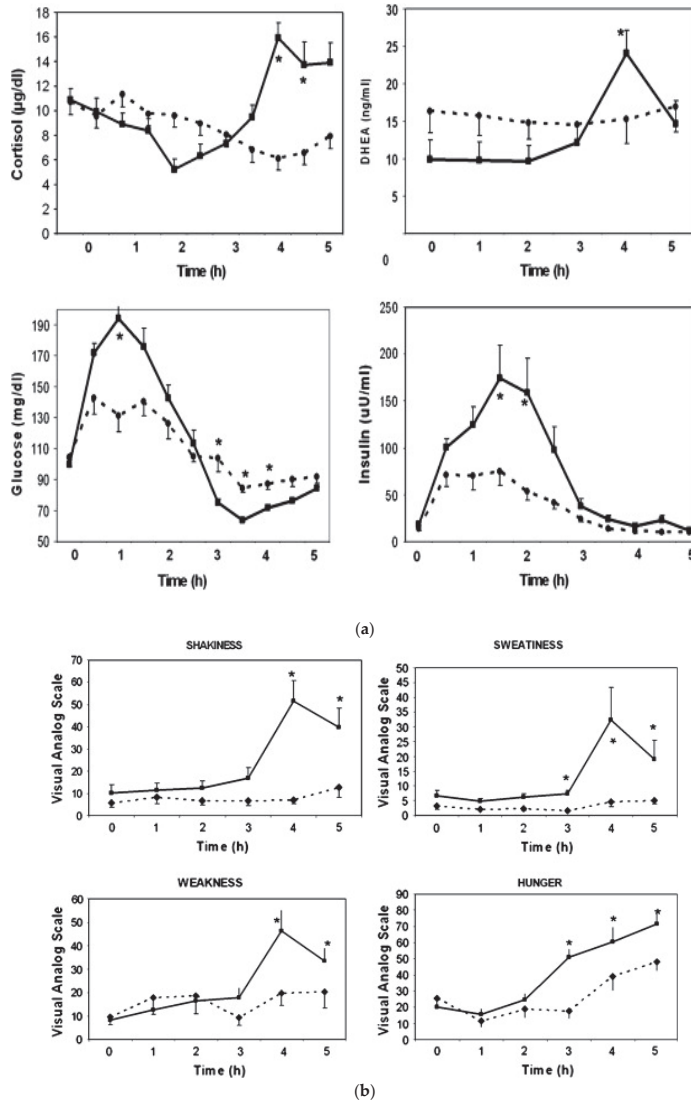 18
16
14
12
10
8
6
4
2
0
Cortisol (µg/dl)
*
*
0 1 2 3 4 5
Time (h)
30
25
20
15
10
5
0
DHEA (ng/ml)
*
0 1 2 3 4 5
Time (h)
190
170
150
130
110
90
70
50
Glucose (mg/dl)
*
* * *
0 1 2 3 4 5
Time (h)
250
200
150
100
50
0
Insulin (uU/ml)
* *
0 1 2 3 4 5
Time (h)
(a)
SHAKINESS
70
60
50
40
30
20
10
0
Visual Analog Scale
* *
0 1 2 3 4 5
Time (h)
SWEATINESS
50
45
40
35
30
25
20
15
10
5
0
Visual Analog Scale
* * *
0 1 2 3 4 5
Time (h)
WEAKNESS
60
50
40
30
20
10
0
Visual Analog Scale
* *
0 1 2 3 4 5
Time (h)
HUNGER
90
80
70
60
50
40
30
20
10
0
Visual Analog Scale
* * *
0 1 2 3 4 5
Time (h)
(b)